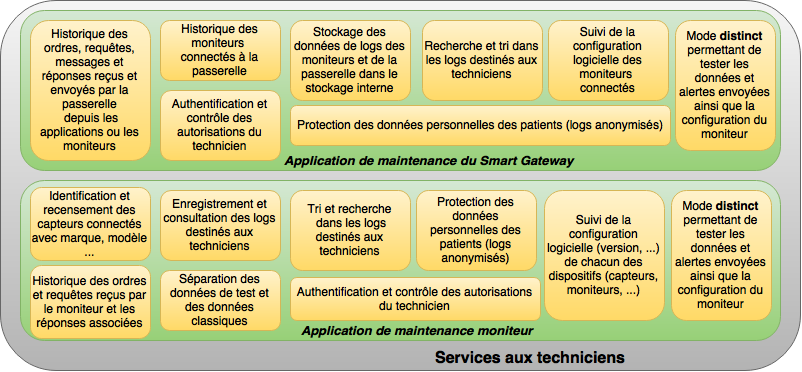 Historique des
ordres, requêtes,
messages et
réponses reçus et
envoyés par la
passerelle
depuis les
applications ou les
moniteurs
Historique des
moniteurs
connectés à la
passerelle
Authentification et
contrôle des
autorisations du
technicien
Stockage des
données de logs des
moniteurs et de la
passerelle dans le
stockage interne
Recherche et tri dans
les logs destinés aux
techniciens
Suivi de la
configuration
logicielle des
moniteurs
connectés
Protection des données personnelles des patients (logs anonymisés)
Mode distinct
permettant de
tester les
données et
alertes envoyées
ainsi que la
configuration du
moniteur
Application de maintenance du Smart Gateway
Identification et
recensement des
capteurs connectés
avec marque, modèle
...
Historique des ordres
et requêtes reçus par
le moniteur et les
réponses associées
Enregistrement et
consultation des logs
destinés aux
techniciens
Séparation des
données de test et
des données
classiques
Tri et recherche
dans les logs
destinés aux
techniciens
Protection des
données
personnelles des
patients (logs
anonymisés)
Authentification et contrôle des autorisations
du technicien
Suivi de la
configuration
logicielle (version, ...)
de chacun des
dispositifs (capteurs,
moniteurs, ...)
Mode distinct
permettant de
tester les
données et
alertes envoyées
ainsi que la
configuration du
moniteur
Application de maintenance moniteur
Services aux techniciens